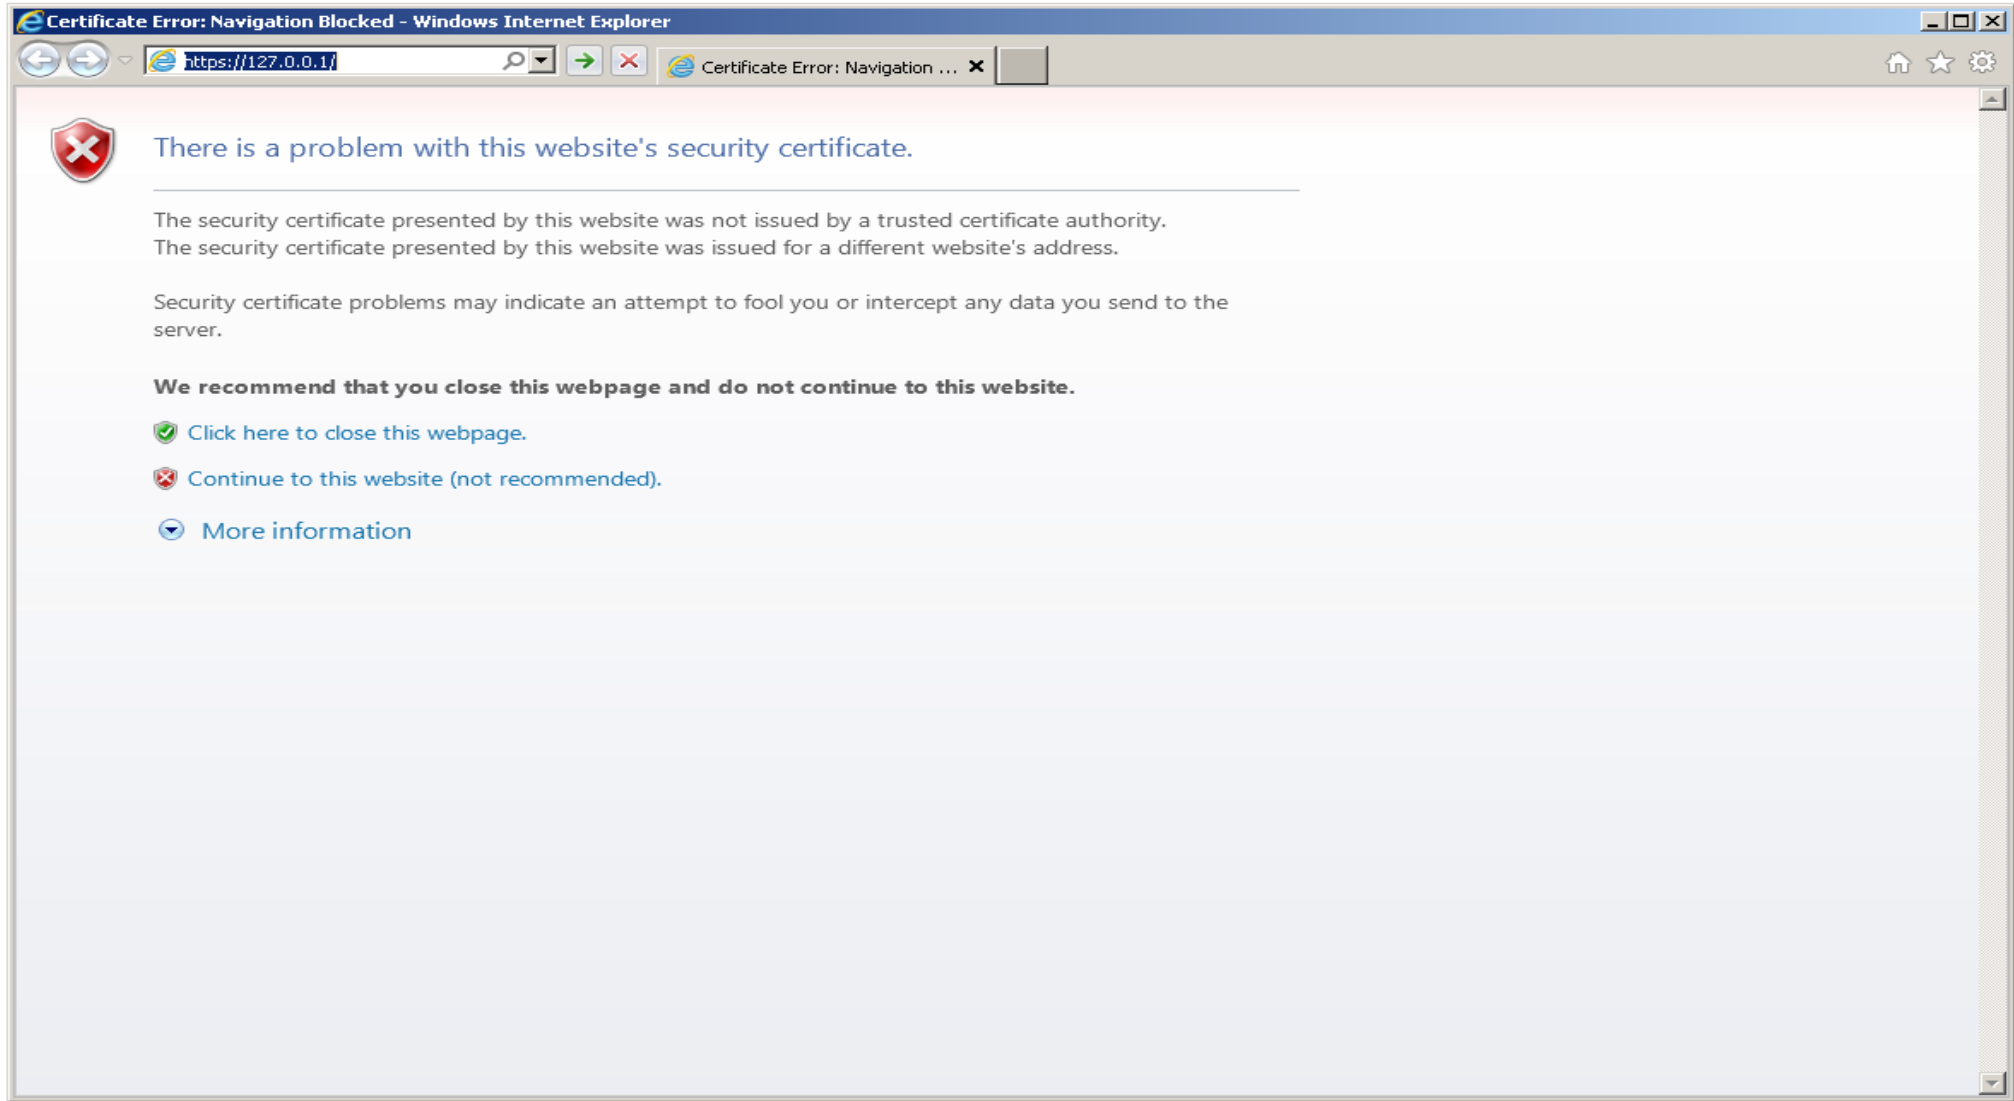 Certificate Error: Navigation Blocked - Windows Internet Explorer
https://127.0.0.1/
Certificate Error: Navigation ...
There is a problem with this website's security certificate.
The security certificate presented by this website was not issued by a trusted certificate authority.
The security certificate presented by this website was issued for a different website's address.
Security certificate problems may indicate an attempt to fool you or intercept any data you send to the
server.
We recommend that you close this webpage and do not continue to this website.
Click here to close this webpage.
Continue to this website (not recommended).
More information